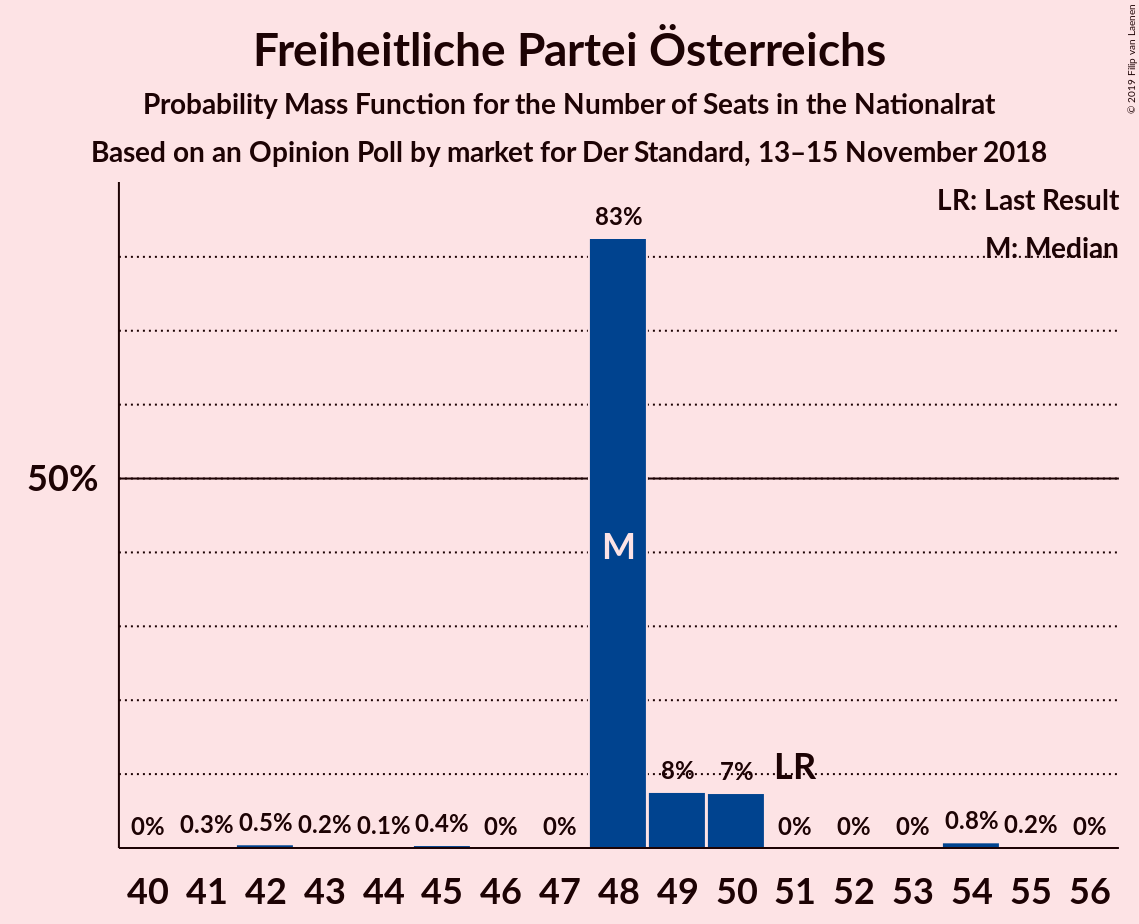 Freiheitliche Partei Österreichs
Probability Mass Function for the Number of Seats in the Nationalrat
Based on an Opinion Poll by market for Der Standard, 13–15 November 2018
© 2019 Filip van Laenen
LR: Last Result
M: Median
50%
0% 0.3% 0.5% 0.2% 0.1% 0.4% 0% 0% 83% 8% 7% 0% 0% 0% 0.8% 0.2% 0%
M
LR
40 41 42 43 44 45 46 47 48 49 50 51 52 53 54 55 56